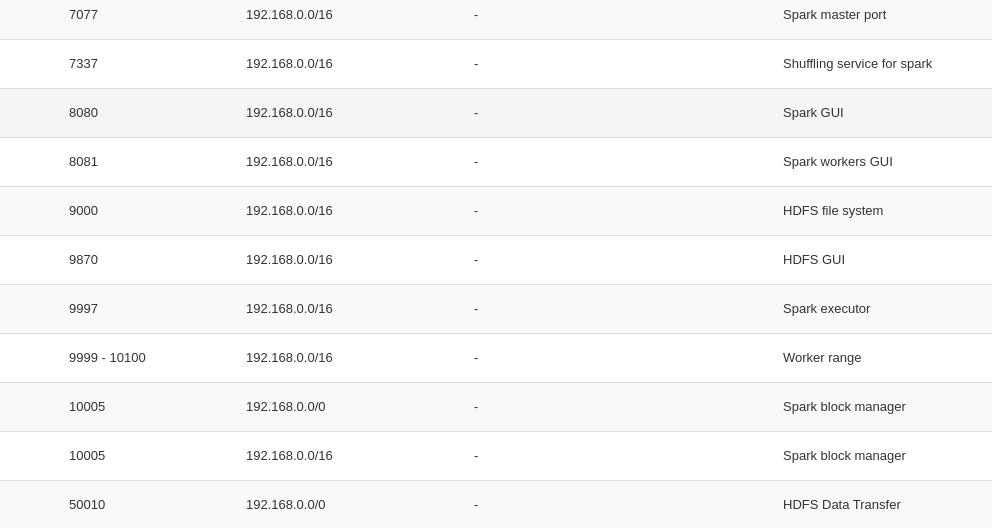 7077 192.168.0.0/16 - Spark master port
7337 192.168.0.0/16 - Shuffling service for spark
8080 192.168.0.0/16 - Spark GUI
8081 192.168.0.0/16 - Spark workers GUI
9000 192.168.0.0/16 - HDFS file system
9870 192.168.0.0/16 - HDFS GUI
9997 192.168.0.0/16 - Spark executor
9999 - 10100 192.168.0.0/16 - Worker range
10005 192.168.0.0/0 - Spark block manager
10005 192.168.0.0/16 - Spark block manager
50010 192.168.0.0/0 - HDFS Data Transfer